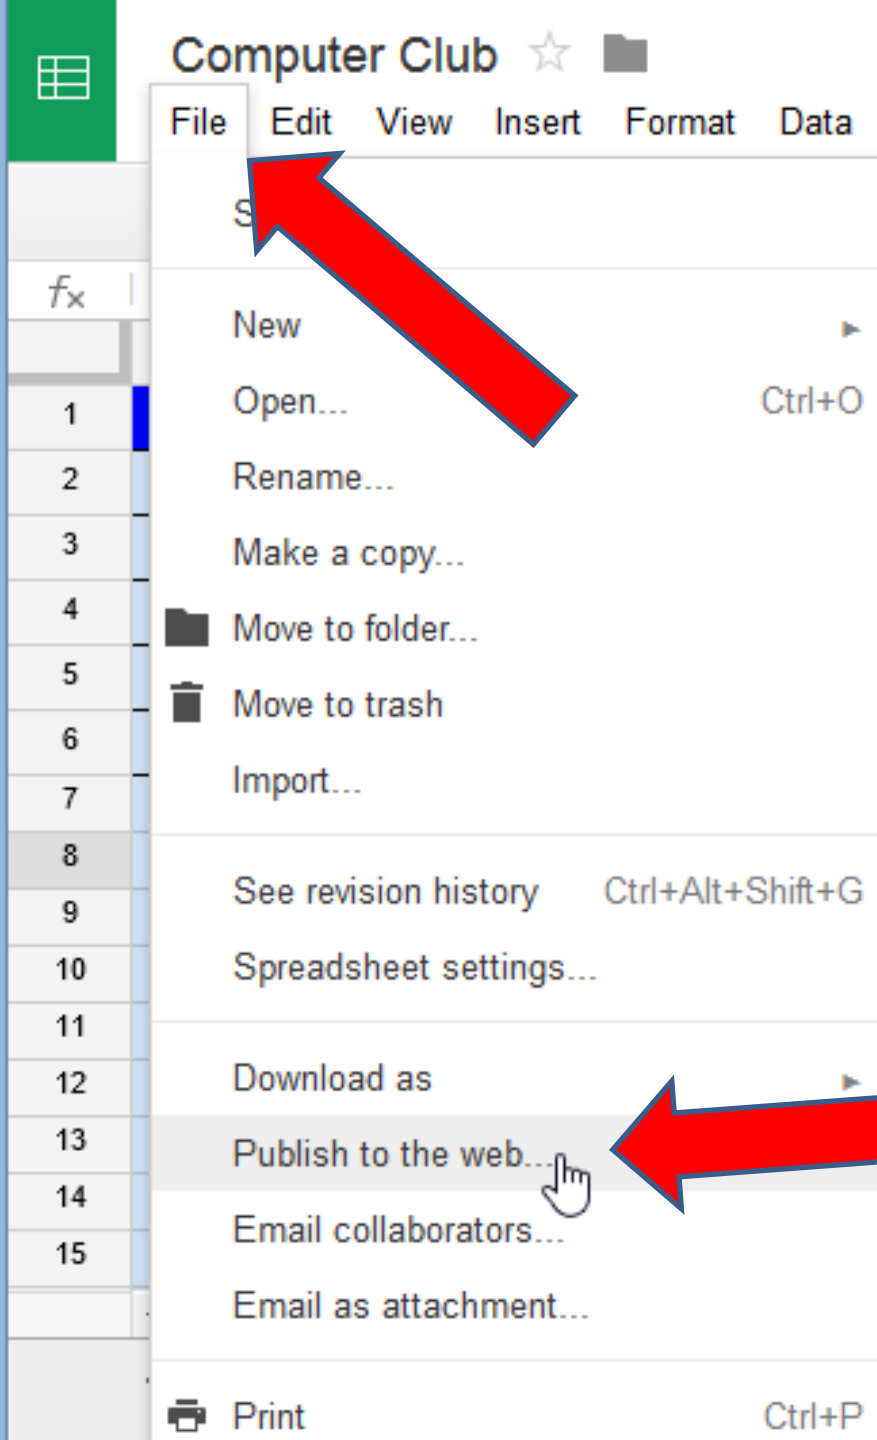 Computer Club
File Edit View Insert Format Data
fx
New
Open... Ctrl+O
Rename...
Make a copy...
Move to folder...
Move to trash
Import...
See revision history Ctrl+Alt+Shift+G
Spreadsheet settings...
Download as
Publish to the web...
Email collaborators...
Email as attachment...
Print Ctrl+P
1
2
3
4
5
6
7
8
9
10
11
12
13
14
15